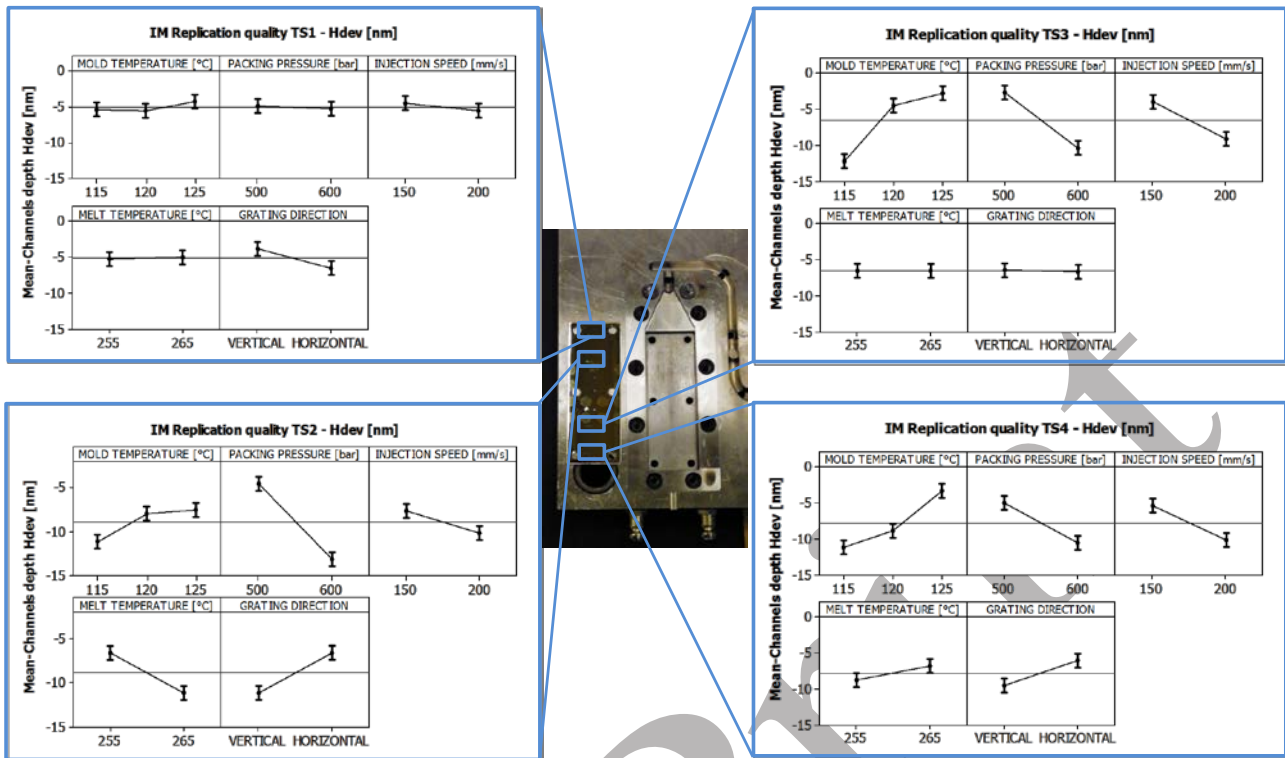 IM Replication quality TS1 - Hdev [nm]
MOLD TEMPERATURE [°C] PACKING PRESSURE [bar] INJECTION SPEED [mm/s]
0
-5
-10
-15
115 120 125 500 600 150 200
MELT TEMPERATURE [°C] GRATING DIRECTION
0
-5
-10
-15
255 265 VERTICAL HORIZONTAL
Mean-Channels depth Hdev [nm]
IM Replication quality TS3 - Hdev [nm]
MOLD TEMPERATURE [°C] PACKING PRESSURE [bar] INJECTION SPEED [mm/s]
0
-5
-10
-15
115 120 125 500 600 150 200
MELT TEMPERATURE [°C] GRATING DIRECTION
0
-5
-10
-15
255 265 VERTICAL HORIZONTAL
Mean-Channels depth Hdev [nm]
IM Replication quality TS2 - Hdev [nm]
MOLD TEMPERATURE [°C] PACKING PRESSURE [bar] INJECTION SPEED [mm/s]
-5
-10
-15
115 120 125 500 600 150 200
MELT TEMPERATURE [°C] GRATING DIRECTION
-5
-10
-15
255 265 VERTICAL HORIZONTAL
Mean-Channels depth Hdev [nm]
IM Replication quality TS4 - Hdev [nm]
MOLD TEMPERATURE [°C] PACKING PRESSURE [bar] INJECTION SPEED [mm/s]
0
-5
-10
-15
115 120 125 500 600 150 200
MELT TEMPERATURE [°C] GRATING DIRECTION
0
-5
-10
-15
255 265 VERTICAL HORIZONTAL
Mean-Channels depth Hdev [nm]